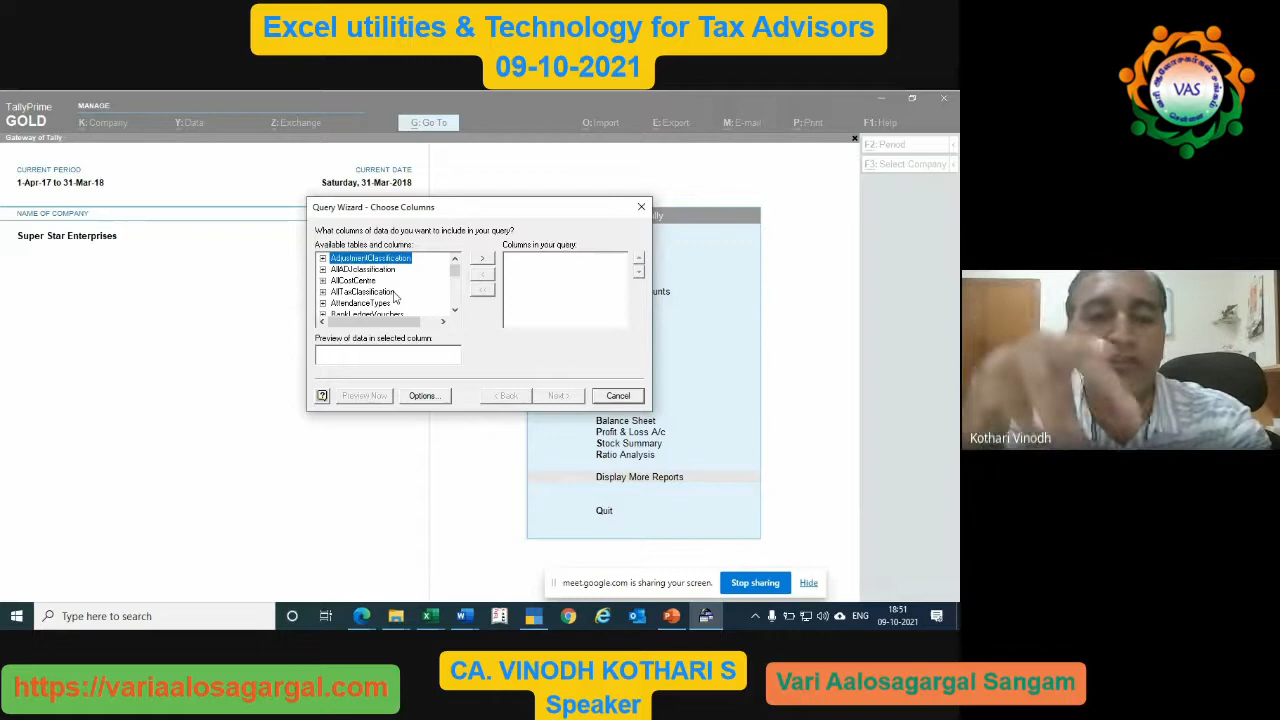 Excel utilities & Technology for Tax Advisors
09-10-2021
VAS
TallyPrime
GOLD
MANAGE
K: Company
Y: Data
Z: Exchange
G: Go To
O: Import
E: Export
M: E-mail
P: Print
F1: Help
Gateway of Tally
F2: Period
F3: Select Company
CURRENT PERIOD
CURRENT DATE
1-Apr-17 to 31-Mar-18
Saturday, 31-Mar-2018
NAME OF COMPANY
Super Star Enterprises
Query Wizard - Choose Columns
What columns of data do you want to include in your query?
Available tables and columns:
Columns in your query:
AdjustmentClassification
AllADJclassification
AllCostCentre
AllTaxClassification
AttendanceTypes
BankLedgerVouchers
Preview of data in selected column:
Preview Now
Options...
< Back
Next >
Cancel
Balance Sheet
Profit & Loss A/c
Stock Summary
Ratio Analysis
Display More Reports
Quit
Kothari Vinodh
meet.google.com is sharing your screen.
Stop sharing
Hide
Type here to search
ENG
18:51
09-10-2021
https://variaalosagargal.com
CA. VINODH KOTHARI S
Speaker
Vari Aalosagargal Sangam